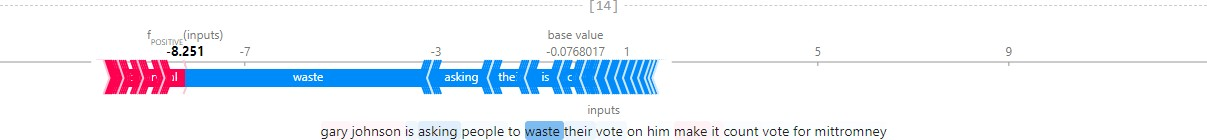 [14]
f POSITIVE (inputs) base value
-8.251 -7 -3 -0.0768017 1 5 9
waste asking the is c
inputs
gary johnson is asking people to waste their vote on him make it count vote for mittromney